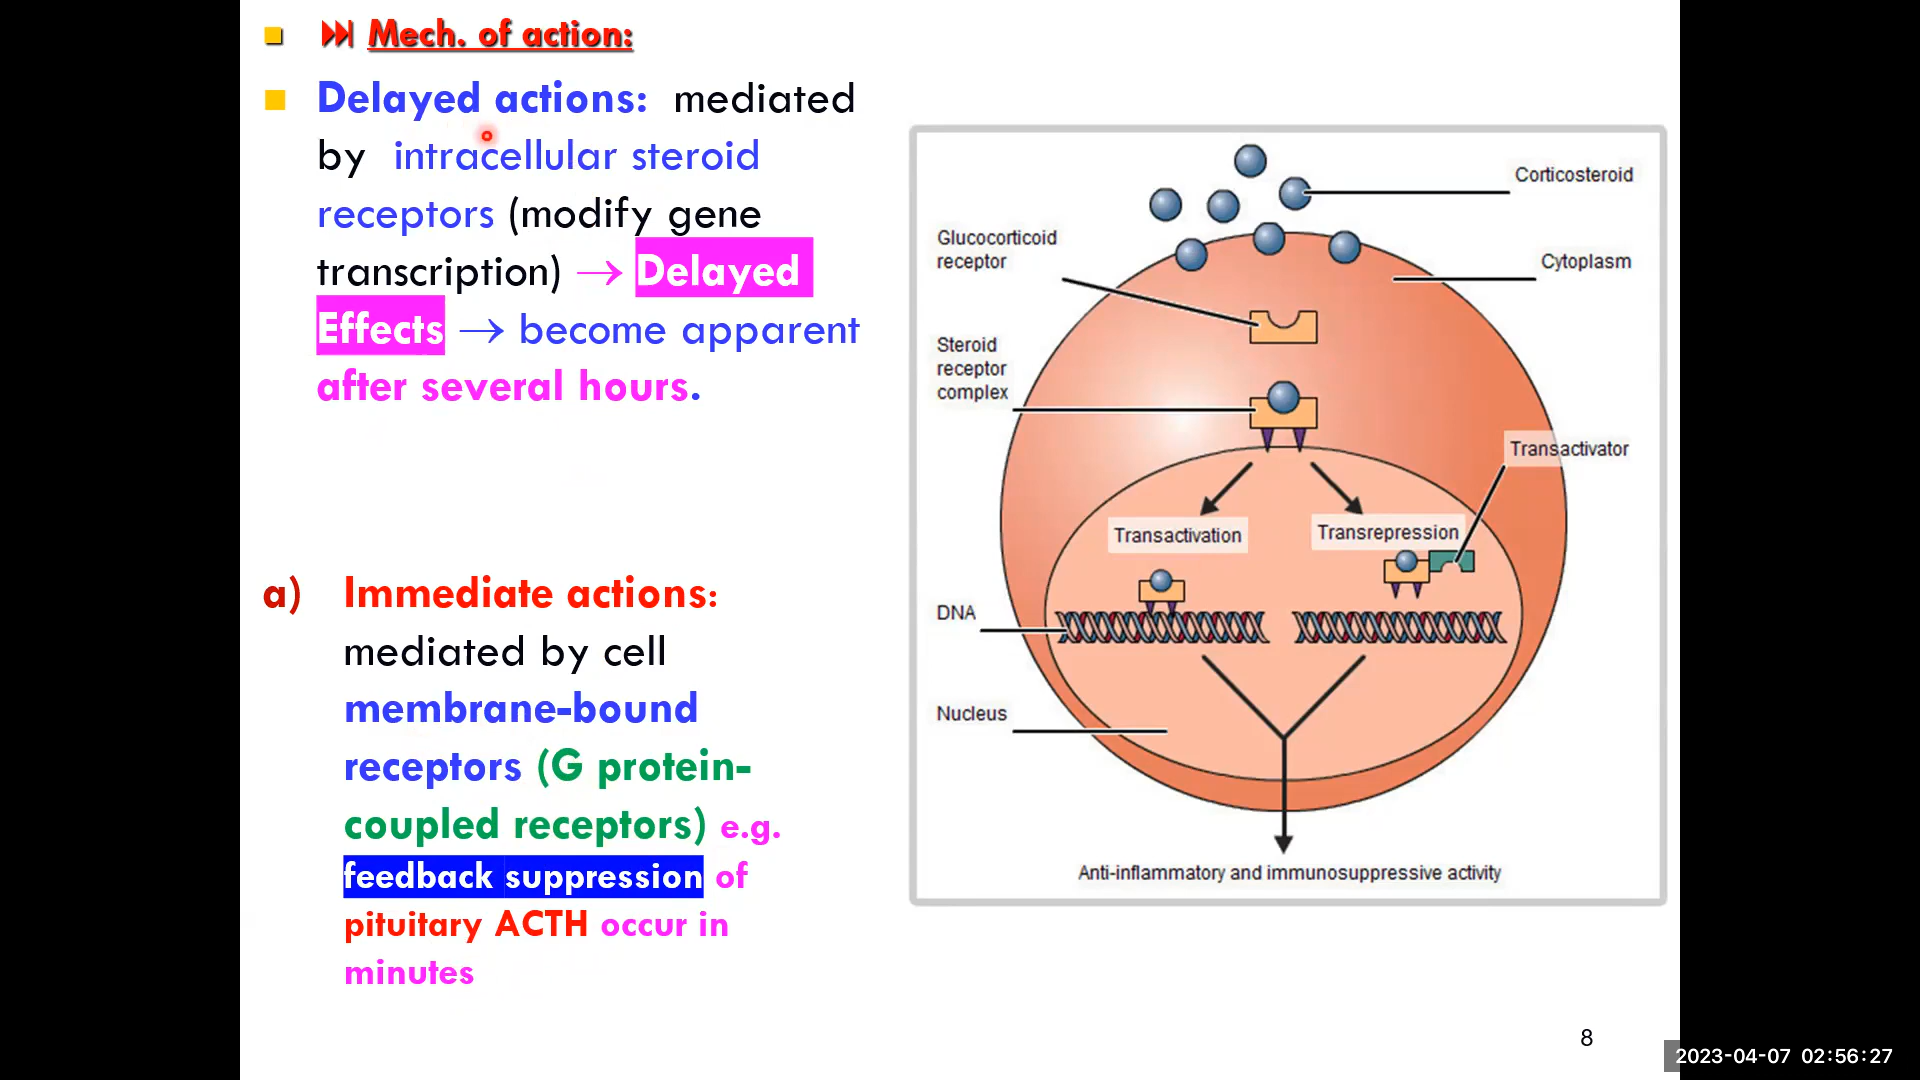 Mech. of action:
Delayed actions: mediated
by intracellular steroid
receptors (modify gene
transcription) → Delayed
Effects → become apparent
after several hours.
a) Immediate actions:
mediated by cell
membrane-bound
receptors (G protein-
coupled receptors) e.g.
feedback suppression of
pituitary ACTH occur in
minutes
Corticosteroid
Glucocorticoid
receptor
Cytoplasm
Steroid
receptor
complex
Transactivator
Transactivation
Transrepression
DNA
Nucleus
Anti-inflammatory and immunosuppressive activity
8
2023-04-07 02:56:27